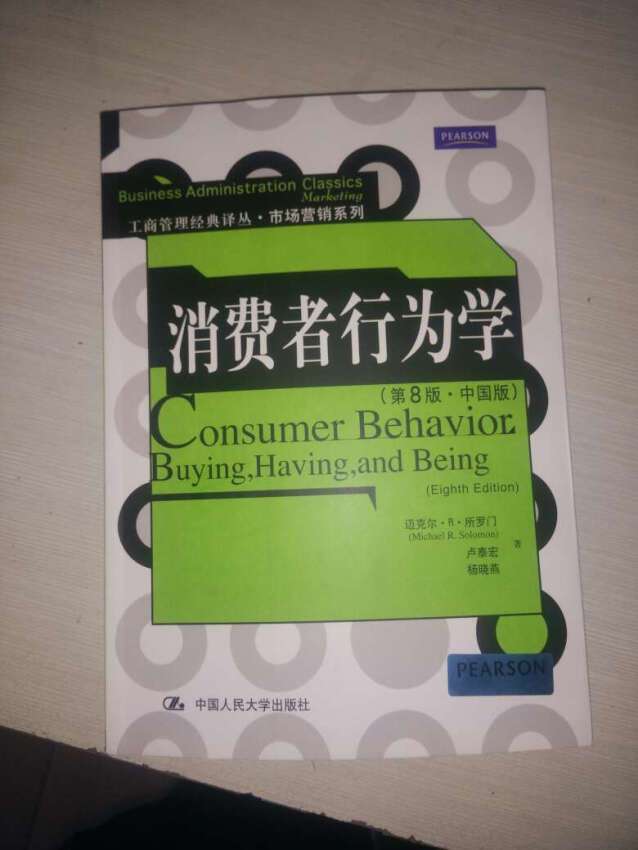 PEARSON
Business Administration Classics
Marketing
工商管理经典译丛·市场营销系列
消费者行为学
(第8版·中国版)
Consumer Behavior:
Buying,Having,and Being
(Eighth Edition)
迈克尔·R·所罗门
(Michael R. Solomon)
卢泰宏
杨晓燕
著
PEARSON
中国人民大学出版社